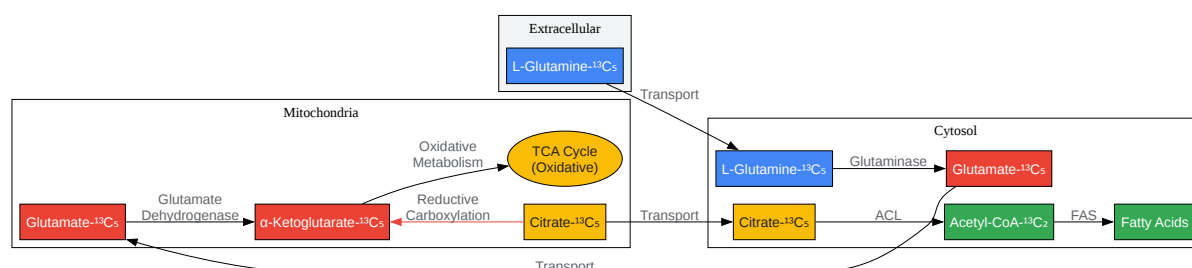 Extracellular
L-Glutamine-¹³C₅
Transport
Mitochondria
Cytosol
Oxidative
Metabolism
TCA Cycle
(Oxidative)
L-Glutamine-¹³C₅
Glutaminase
Glutamate-¹³C₅
Glutamate-¹³C₅
Glutamate
Dehydrogenase
α-Ketoglutarate-¹³C₅
Reductive
Carboxylation
Citrate-¹³C₅
Transport
Citrate-¹³C₅
ACL
Acetyl-CoA-¹³C₂
FAS
Fatty Acids
Transport